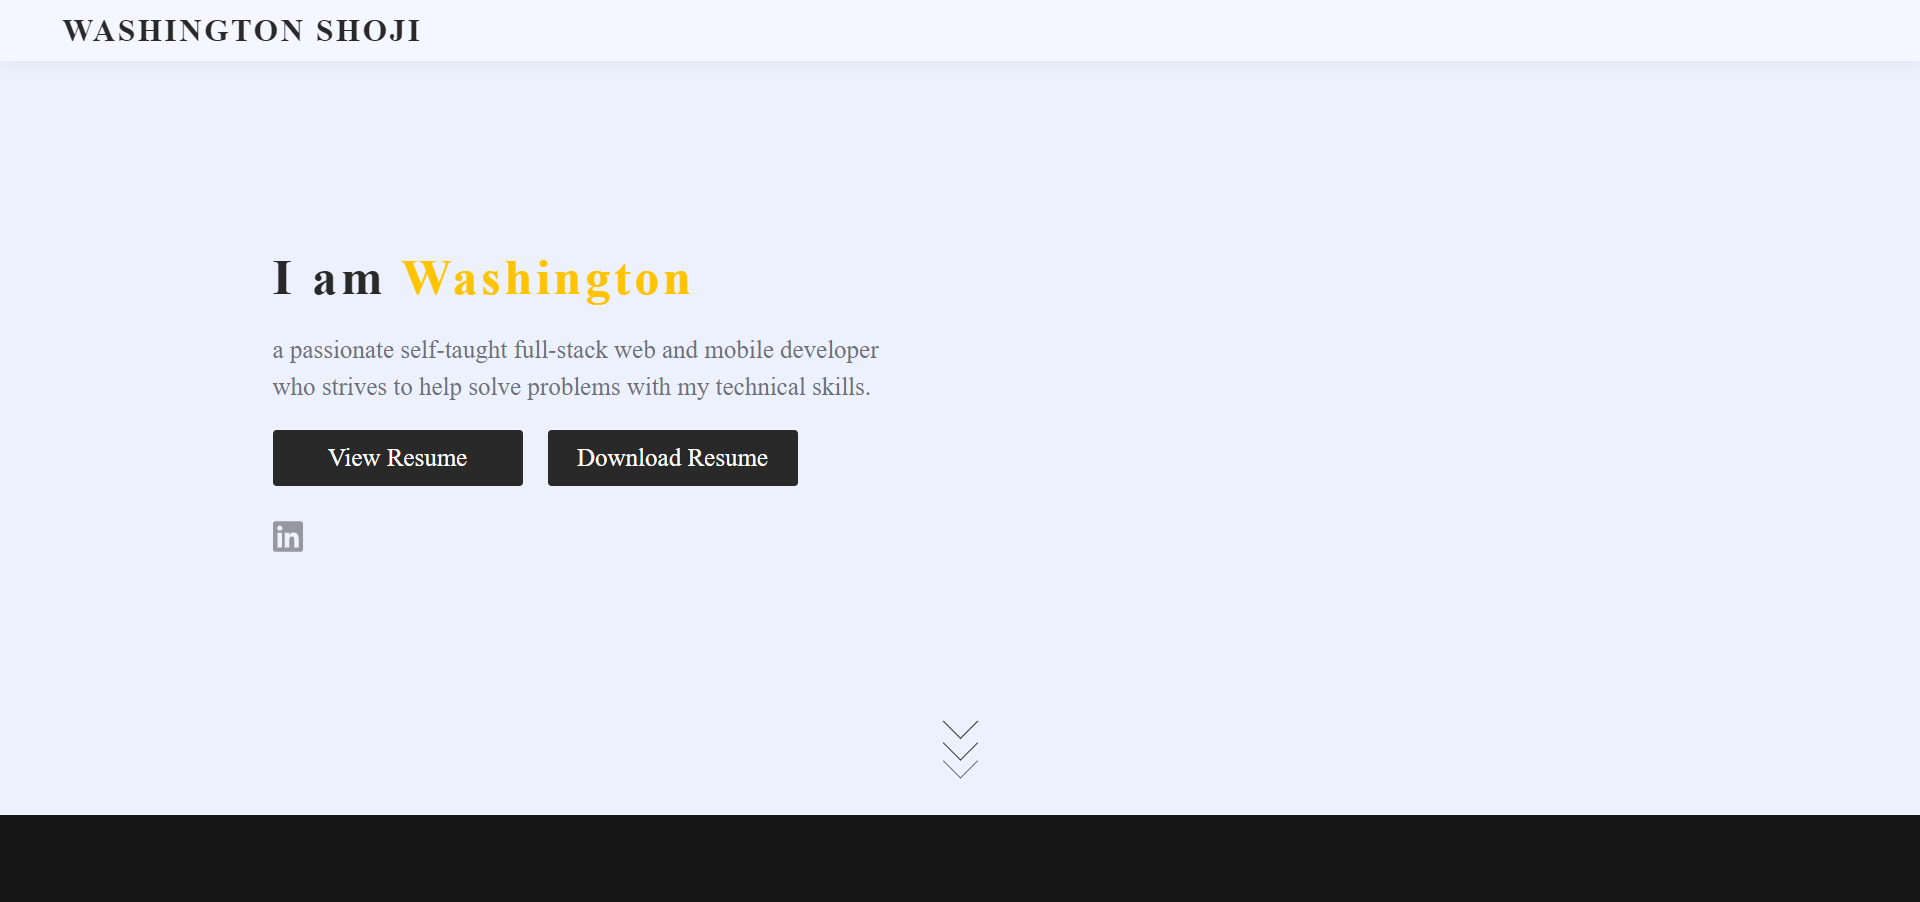 WASHINGTON SHOJI
I am Washington
a passionate self-taught full-stack web and mobile developer
who strives to help solve problems with my technical skills.
View Resume
Download Resume
in